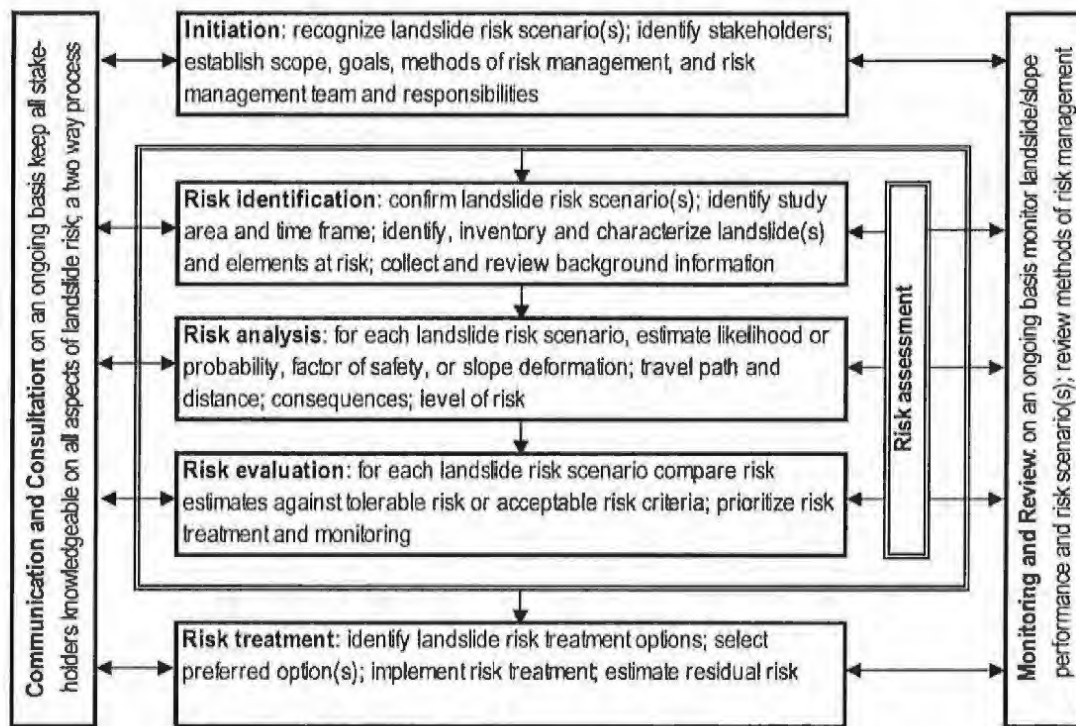 Communication and Consultation: on an ongoing basis keep all stake-
holders knowledgeable on all aspects of landslide risk; a two way process
Initiation: recognize landslide risk scenario(s); identify stakeholders;
establish scope, goals, methods of risk management, and risk
management team and responsibilities
Risk identification: confirm landslide risk scenario(s); identify study
area and time frame; identify, inventory and characterize landslide(s)
and elements at risk; collect and review background information
Risk analysis: for each landslide risk scenario, estimate likelihood or
probability, factor of safety, or slope deformation; travel path and
distance; consequences; level of risk
Risk evaluation: for each landslide risk scenario compare risk
estimates against tolerable risk or acceptable risk criteria; prioritize risk
treatment and monitoring
Risk assessment
Risk treatment: identify landslide risk treatment options; select
preferred option(s); implement risk treatment; estimate residual risk
Monitoring and Review: on an ongoing basis monitor landslide/slope
performance and risk scenario(s); review methods of risk management